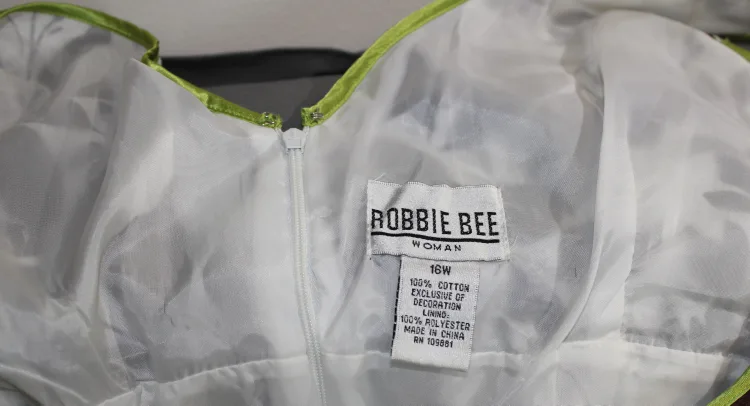 ROBBIE BEE
WOMAN
16W
100% COTTON
EXCLUSIVE OF
DECORATION
LINING:
100% POLYESTER
MADE IN CHINA
RN 109881